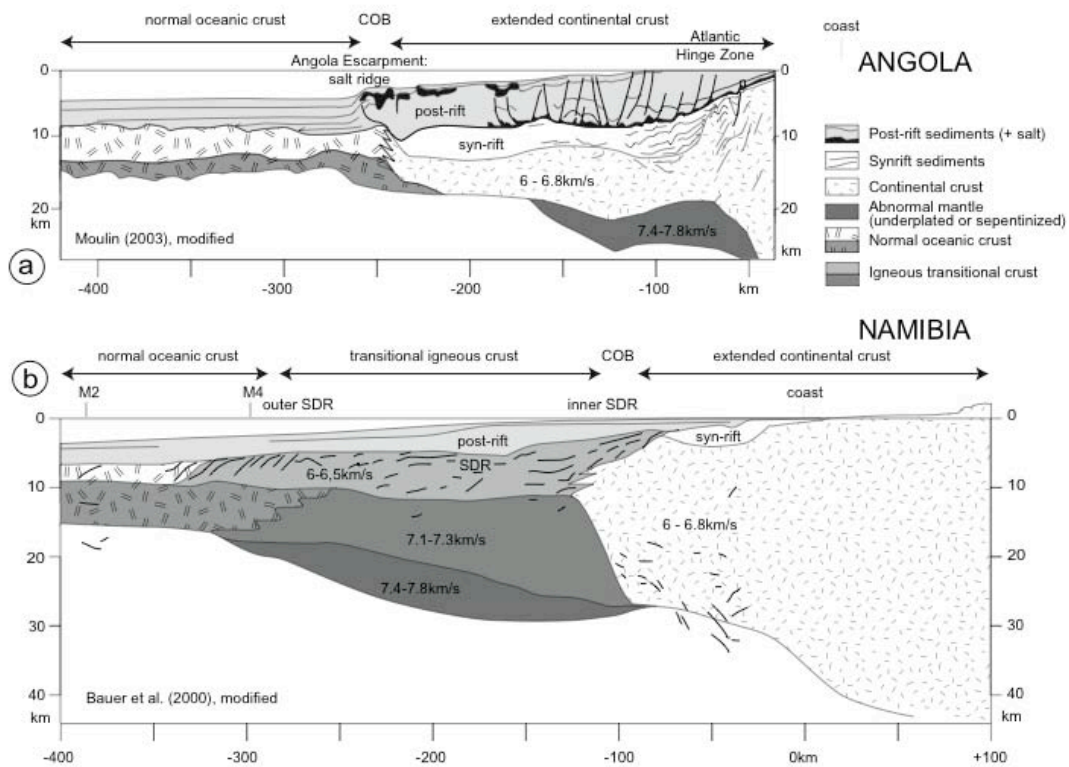 normal oceanic crust COB extended continental crust
coast
Atlantic
Hinge Zone
ANGOLA
Angola Escarpment:
salt ridge
0 0
post-rift
10 10
syn-rift
6 - 6.8km/s
20 20
km km
7.4-7.8km/s
Moulin (2003), modified
a
-400 -300 -200 -100 km
Post-rift sediments (+ salt)
Synrift sediments
Continental crust
Abnormal mantle
(underplated or sepentinized)
Normal oceanic crust
Igneous transitional crust
NAMIBIA
b
normal oceanic crust transitional igneous crust COB extended continental crust
M2 M4 outer SDR inner SDR coast
0 0
post-rift syn-rift
SDR
6-6,5km/s
10 10
6 - 6.8km/s
7.1-7.3km/s
20 20
7.4-7.8km/s
30 30
40 40
km km
Bauer et al. (2000), modified
-400 -300 -200 -100 0km +100